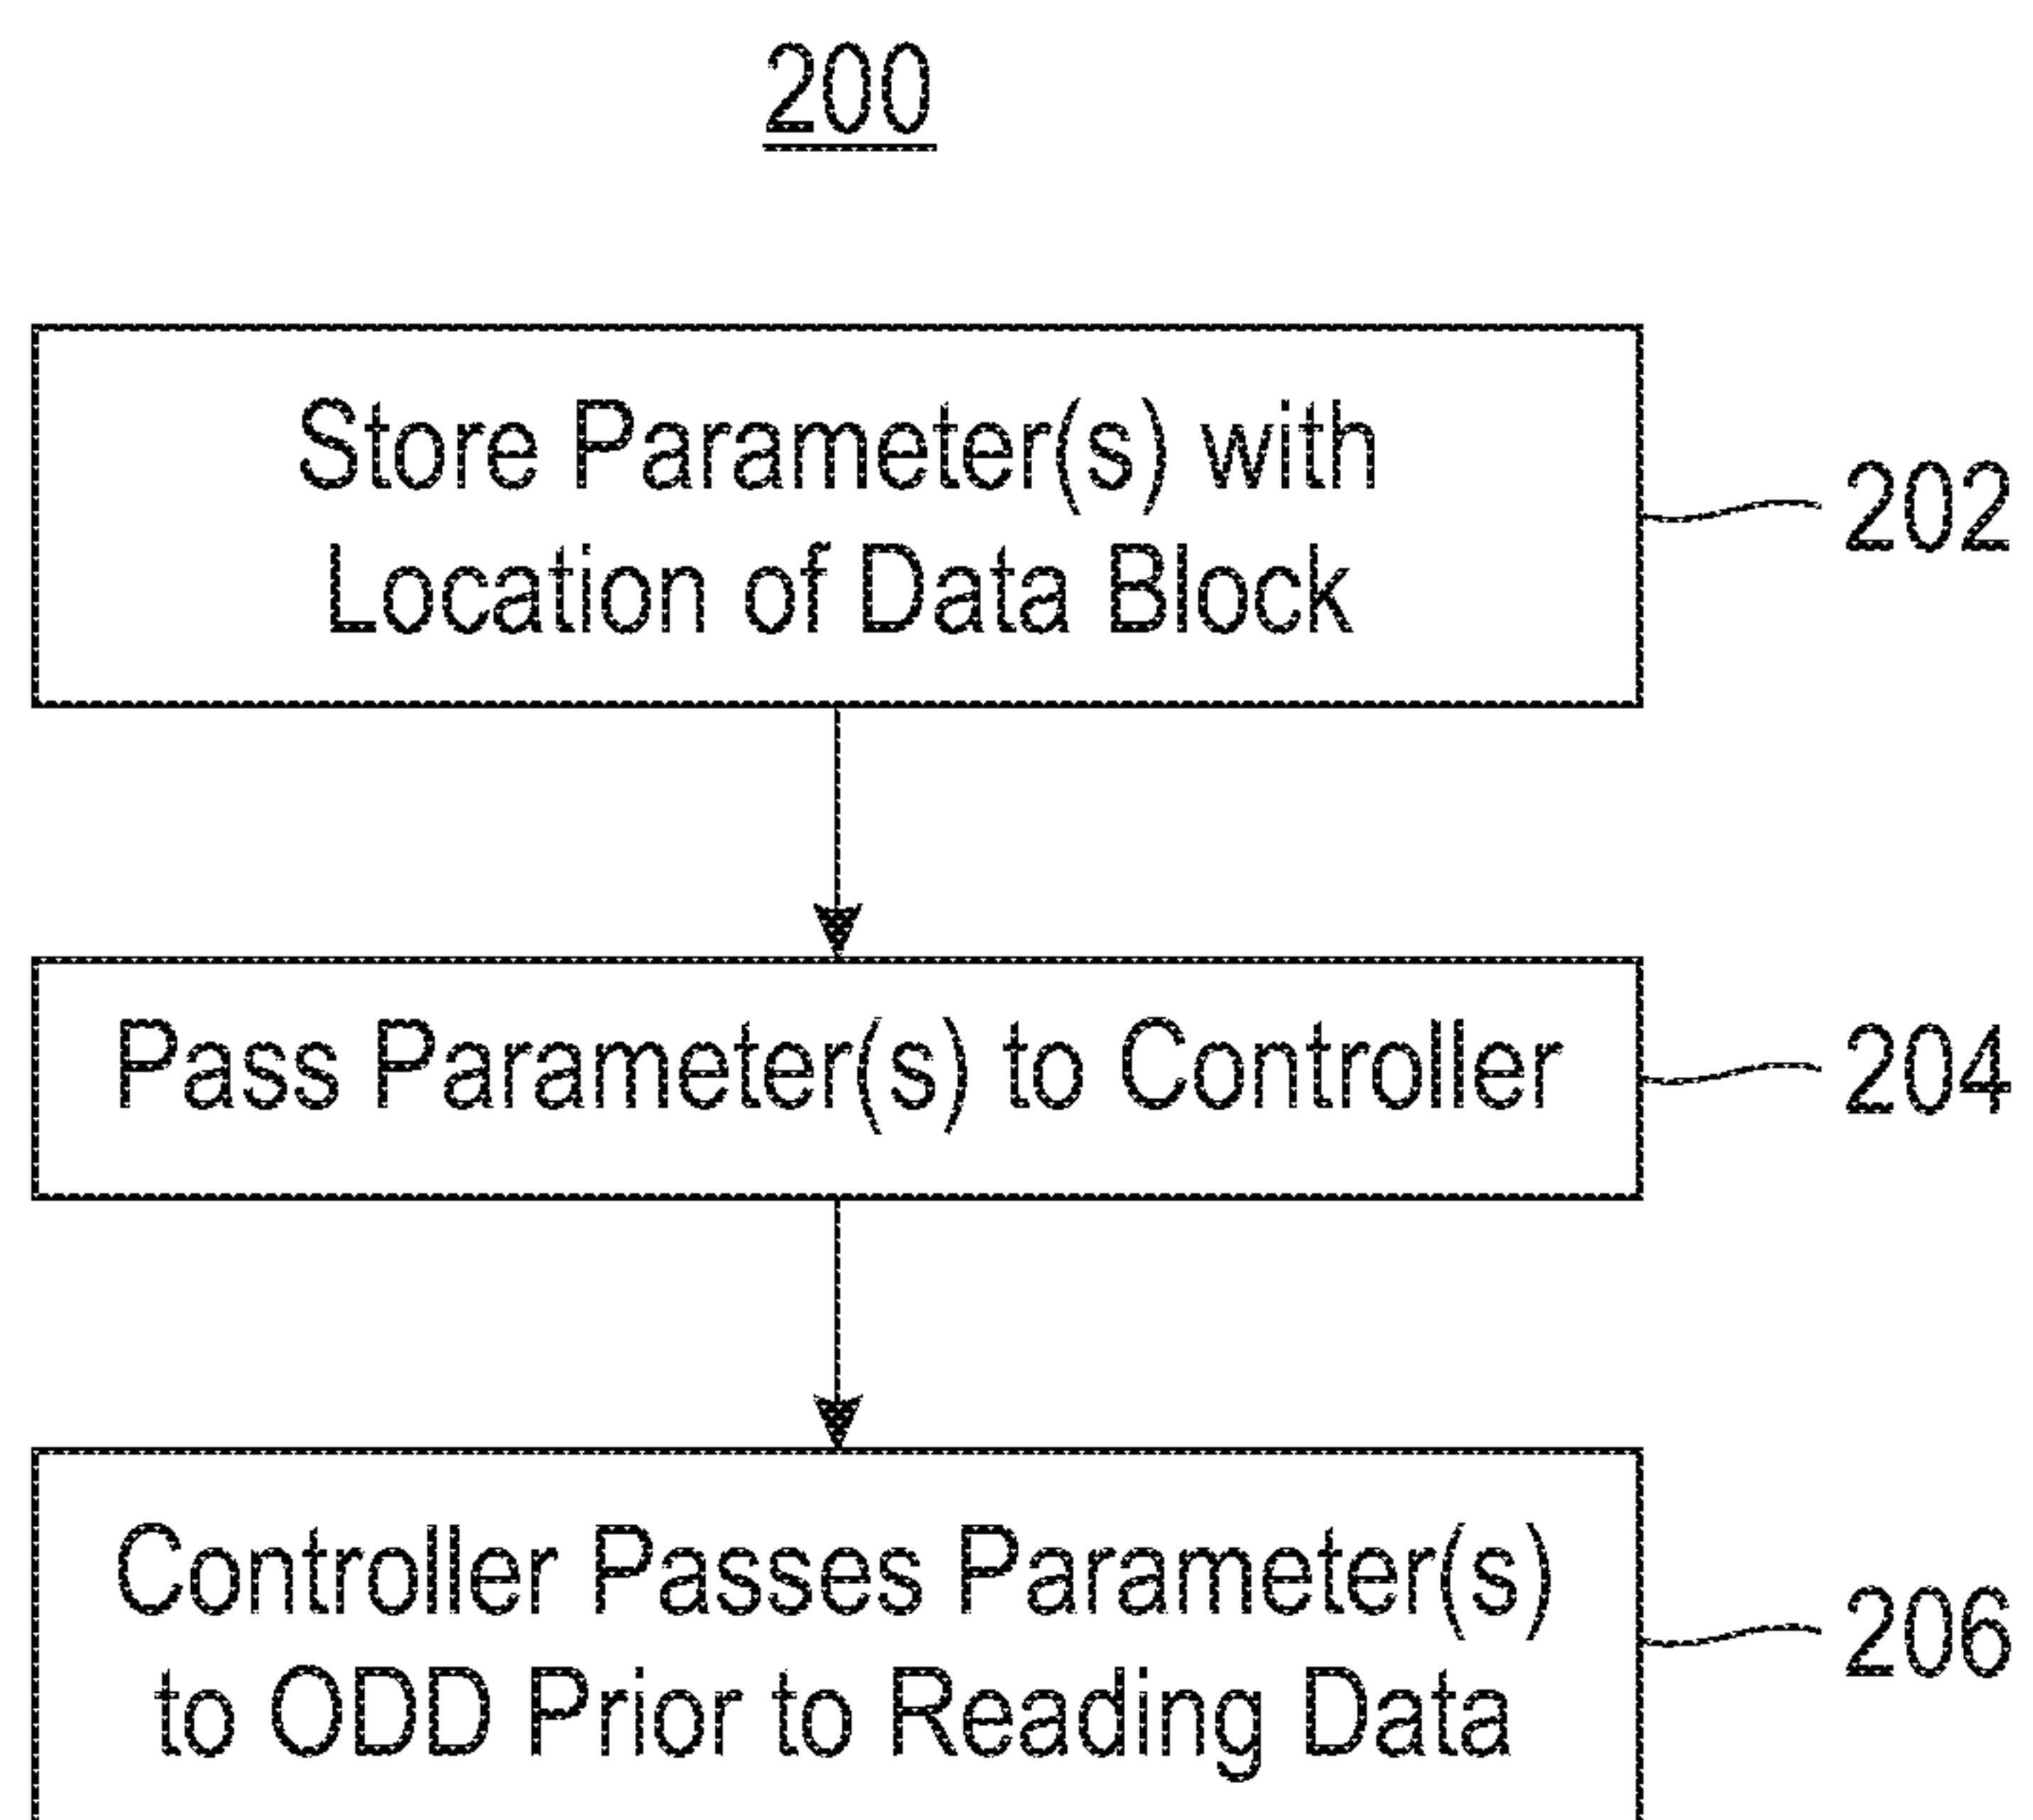 200
Store Parameter(s) with
Location of Data Block
202
Pass Parameter(s) to Controller
204
Controller Passes Parameter(s)
to ODD Prior to Reading Data
206